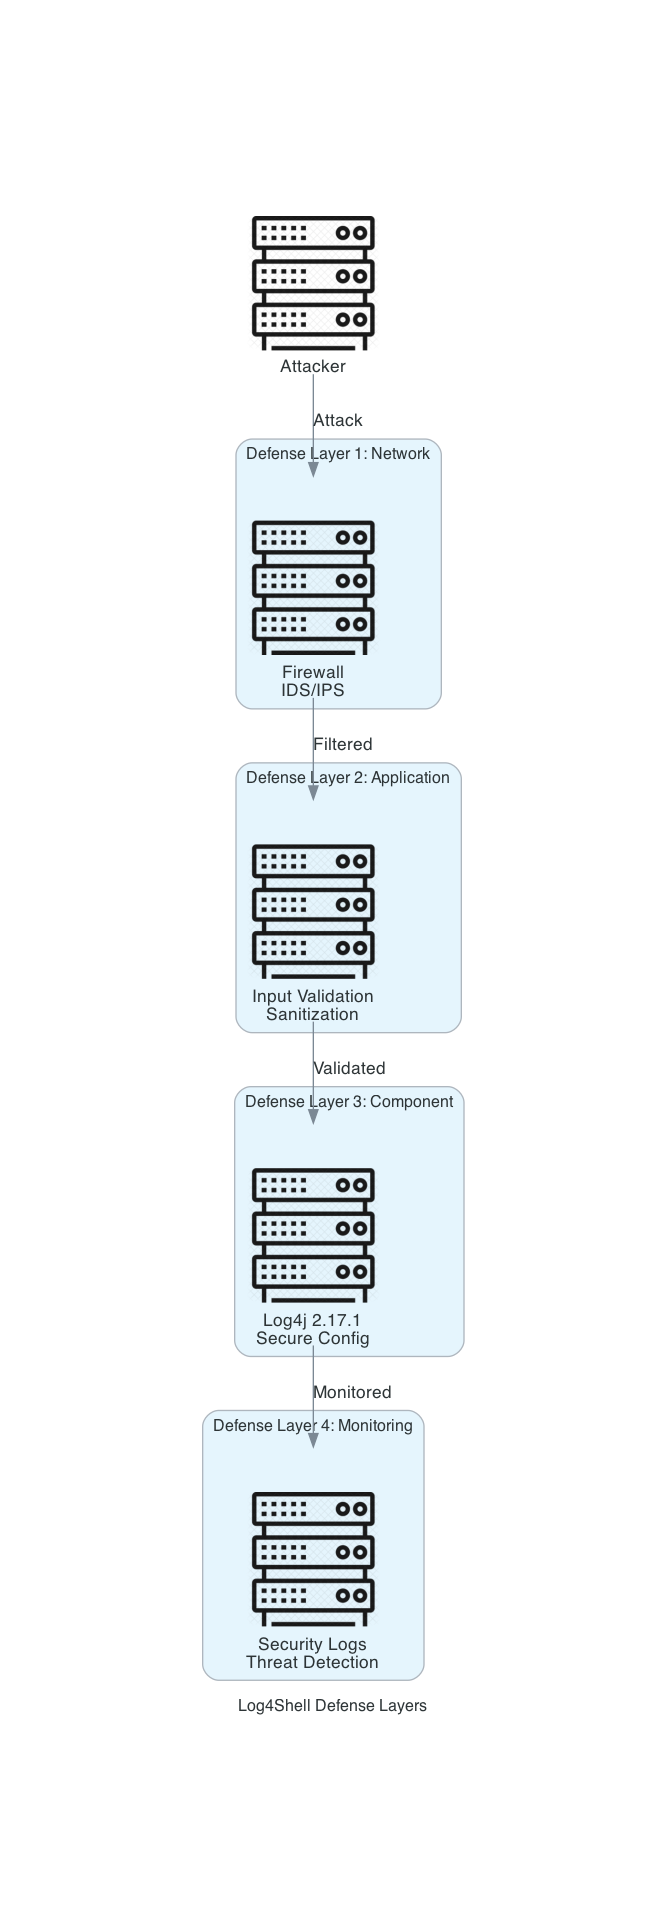 Attacker
Attack
Defense Layer 1: Network
Firewall
IDS/IPS
Filtered
Defense Layer 2: Application
Input Validation
Sanitization
Validated
Defense Layer 3: Component
Log4j 2.17.1
Secure Config
Monitored
Defense Layer 4: Monitoring
Security Logs
Threat Detection
Log4Shell Defense Layers